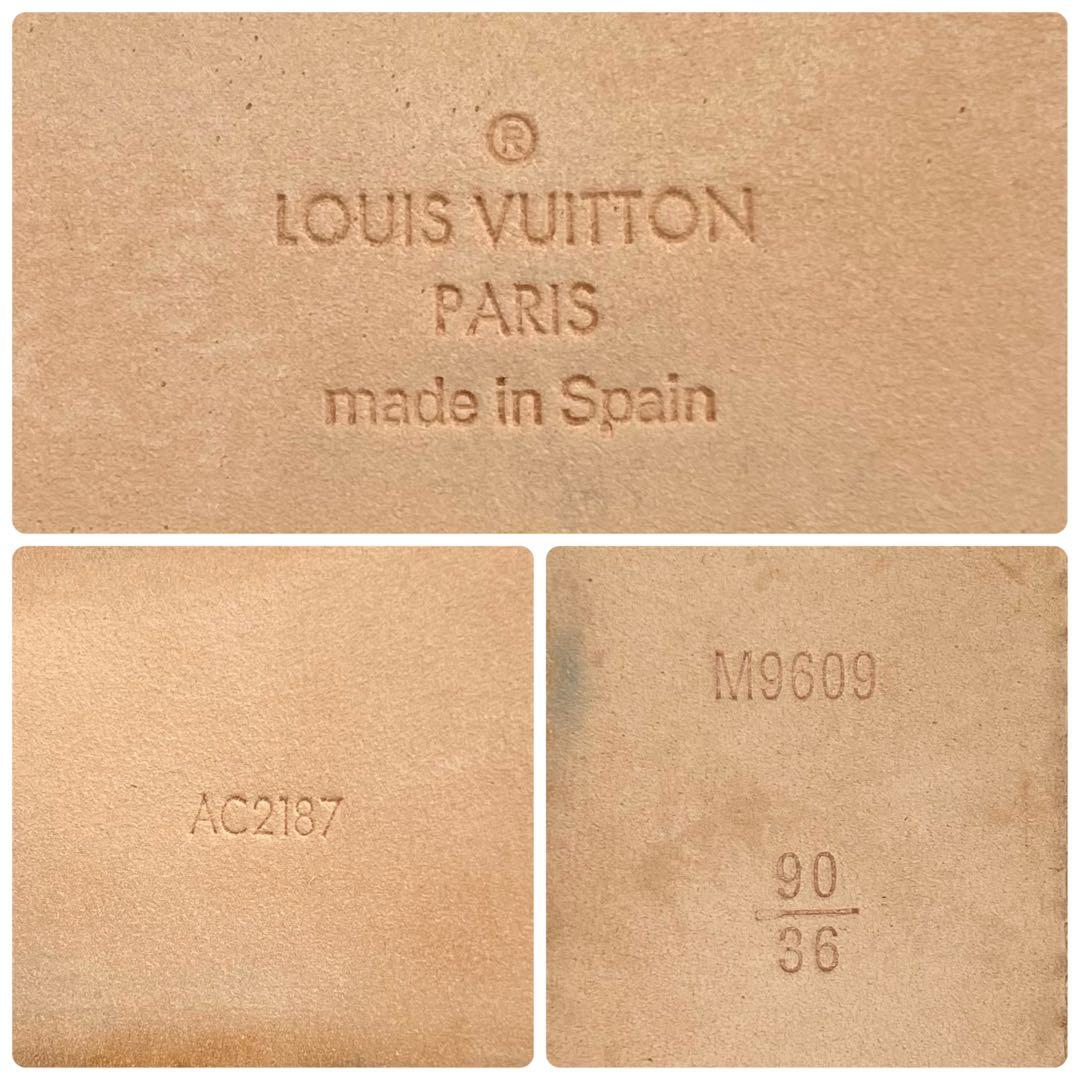 ®
LOUIS VUITTON
PARIS
made in Spain
AC2187
M9609
90
36